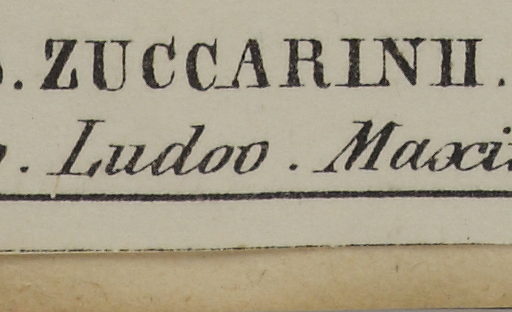 . ZUCCARINII.
. Ludov. Maxi